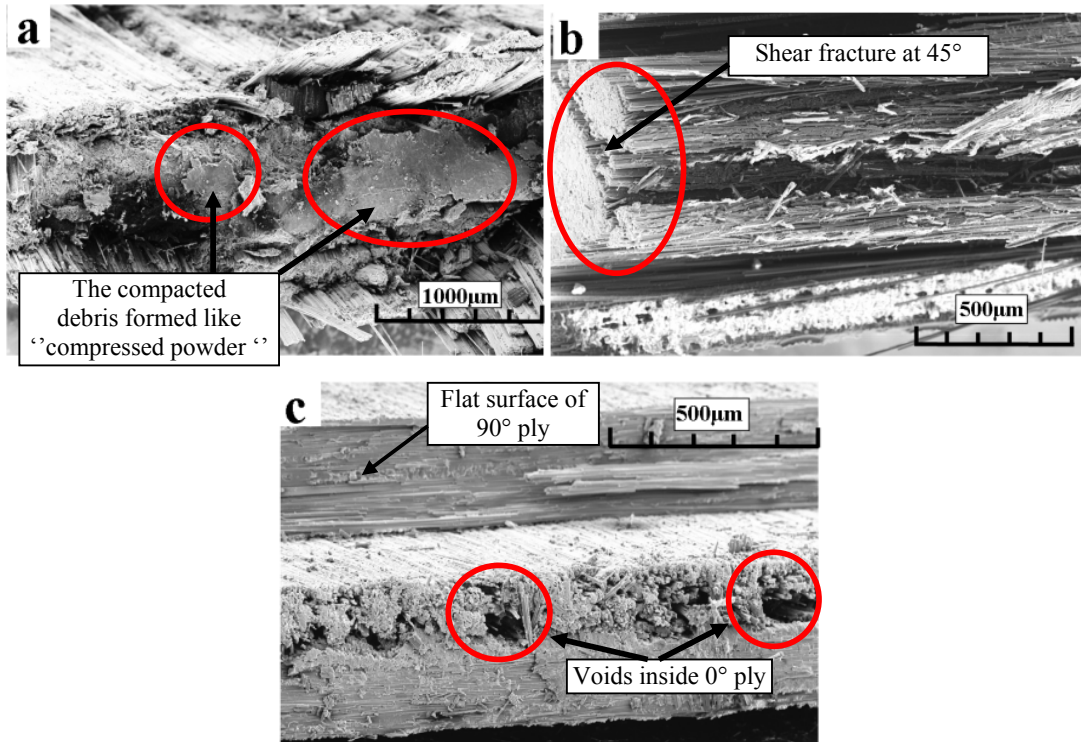 a
The compacted
debris formed like
‘’compressed powder ‘’
1000µm
b
Shear fracture at 45°
500µm
c
Flat surface of
90° ply
500µm
Voids inside 0° ply